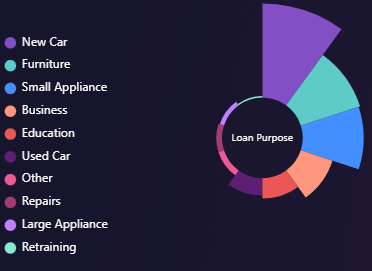 New Car
Furniture
Small Appliance
Business
Education
Used Car
Other
Repairs
Large Appliance
Retraining
Loan Purpose